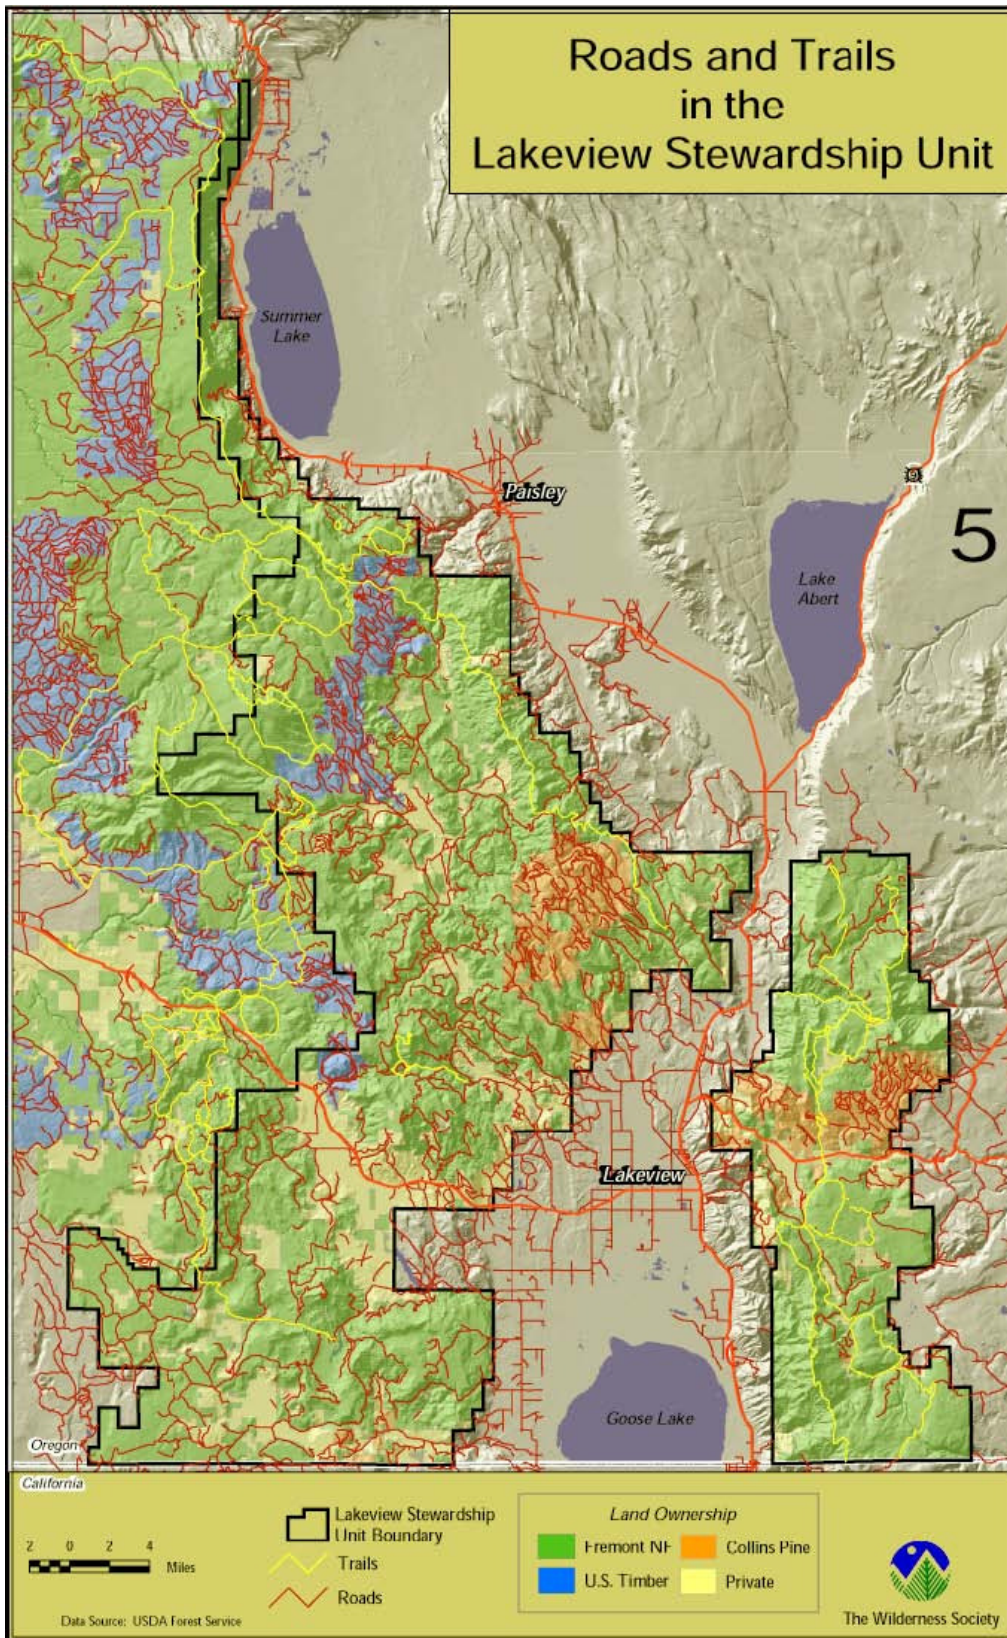 Roads and Trails
in the
Lakeview Stewardship Unit
Summer
Lake
Paisley
5
Lake
Abert
Lakeview
Goose Lake
Oregon
California
Lakeview Stewardship
Unit Boundary
Trails
Roads
2 0 2 4
Miles
Data Source: USDA Forest Service
Land Ownership
Fremont NF
Collins Pine
U.S. Timber
Private
The Wilderness Society